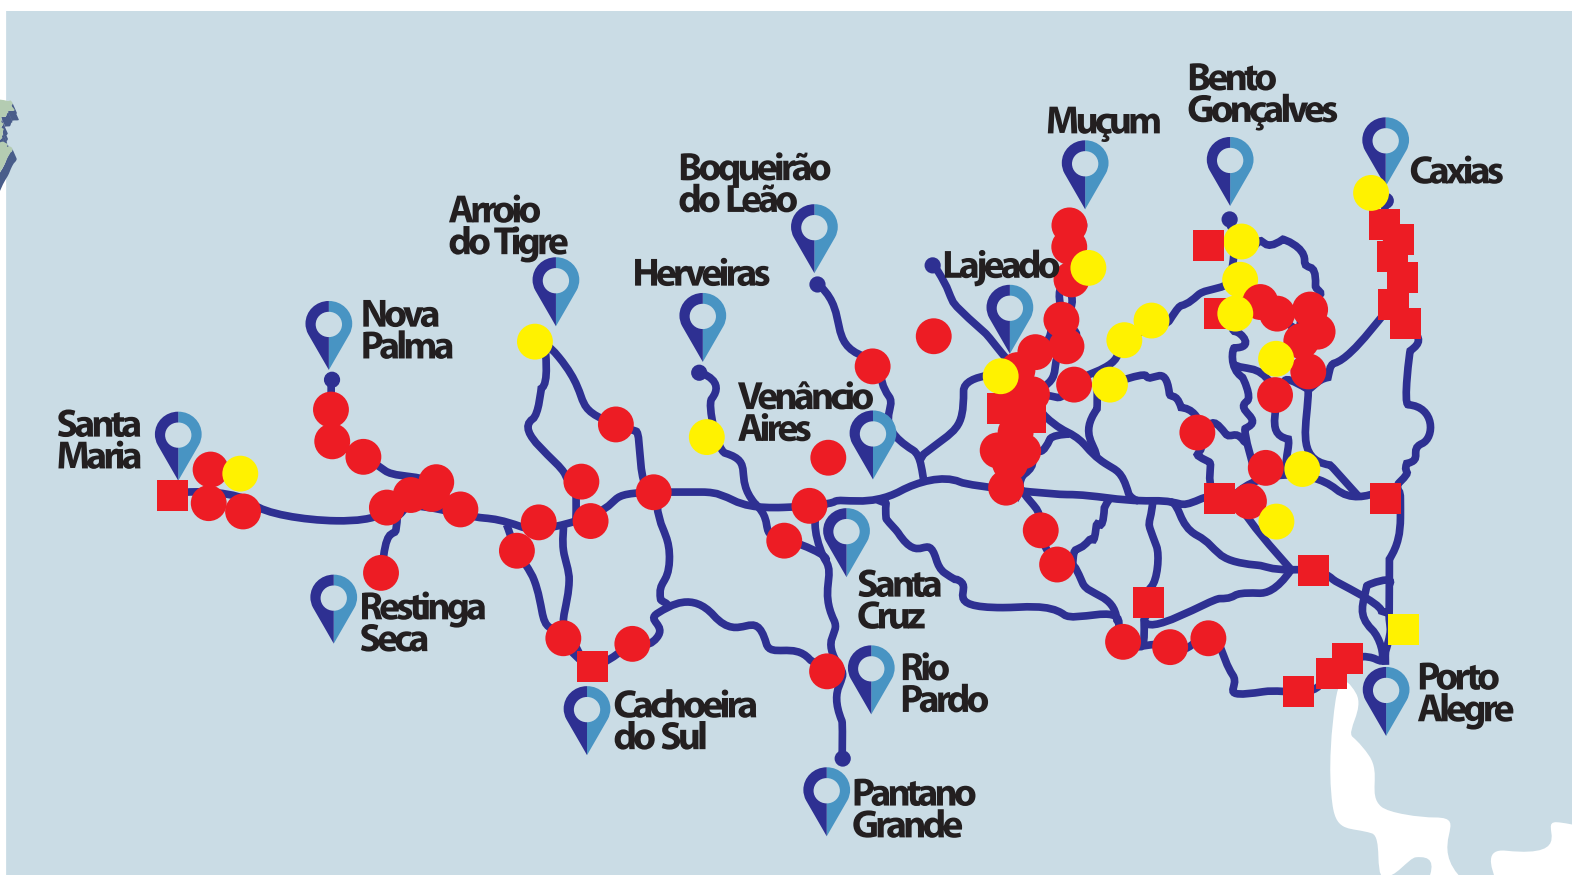 Bento
Gonçalves
Muçum
Caxias
Boqueirão
do Leão
Arroio
do Tigre
Herveiras
Lajeado
Nova
Palma
Venâncio
Aires
Santa
Maria
Santa
Cruz
Restinga
Seca
Rio
Pardo
Porto
Alegre
Cachoeira
do Sul
Pantano
Grande